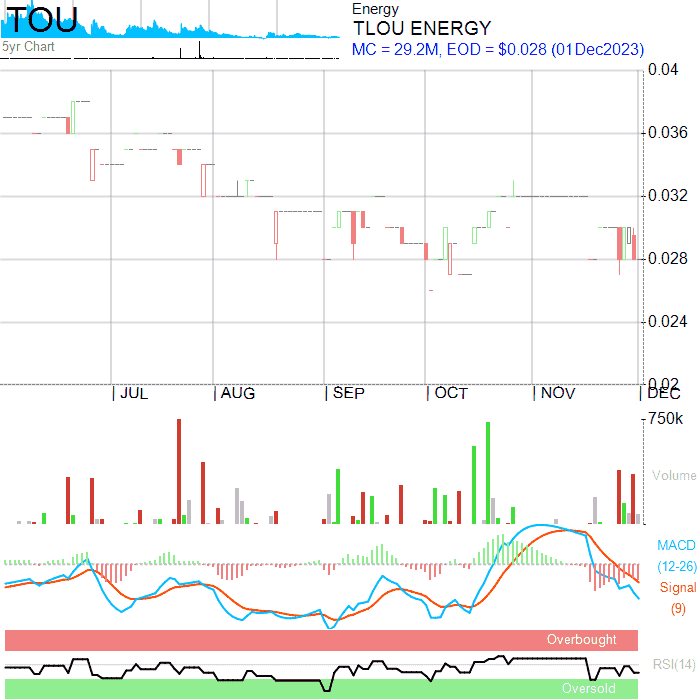 TOU
5yr Chart
Energy
TLOU ENERGY
MC = 29.2M, EOD = $0.028 (01Dec2023)
0.04
0.036
0.032
0.028
0.024
0.02
JUL AUG SEP OCT NOV DEC
750k
Volume
MACD
(12-26)
Signal
(9)
Overbought
RSI(14)
Oversold